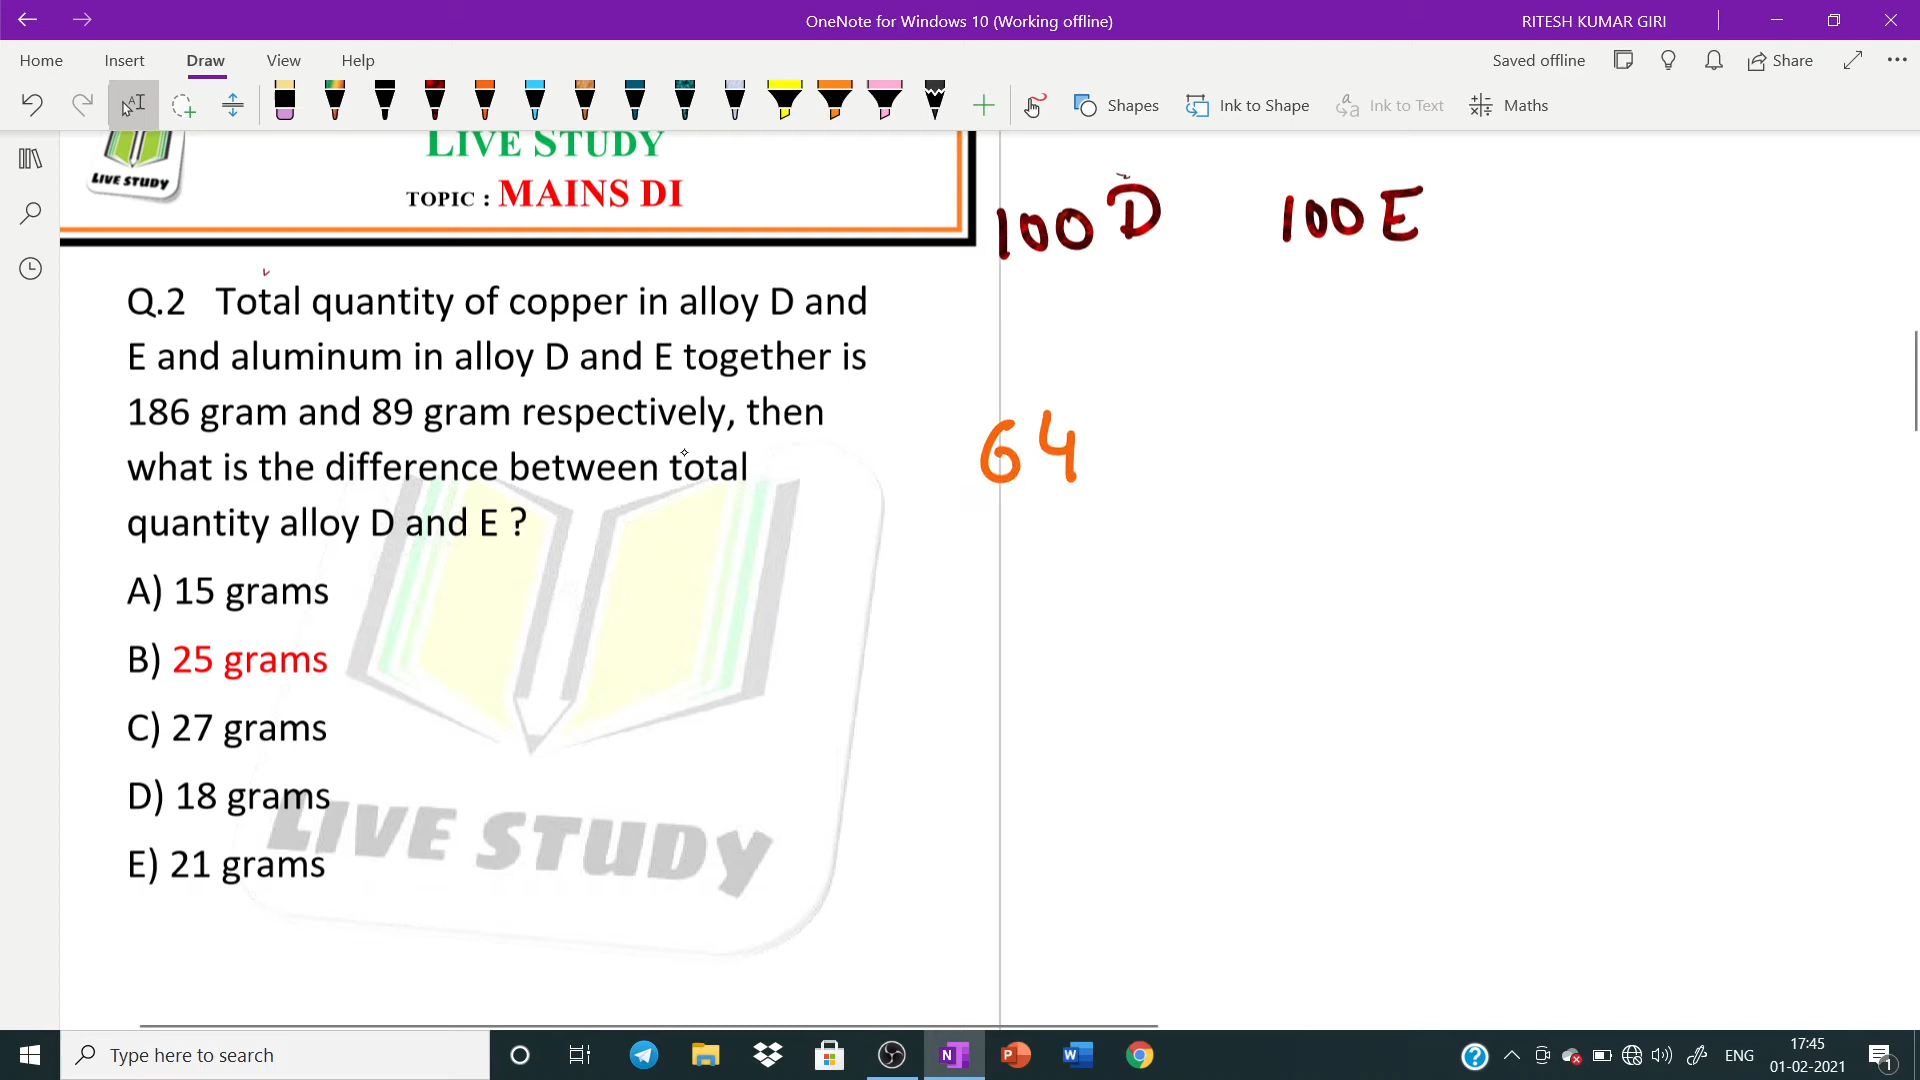 OneNote for Windows 10 (Working offline)
RITESH KUMAR GIRI
Home Insert Draw View Help
Saved offline
Share
Shapes
Ink to Shape
Ink to Text
Maths
LIVE STUDY
LIVE STUDY
TOPIC : MAINS DI
100 D 100 E
Q.2 Total quantity of copper in alloy D and
E and aluminum in alloy D and E together is
186 gram and 89 gram respectively, then
what is the difference between total
quantity alloy D and E ?
64
A) 15 grams
B) 25 grams
C) 27 grams
D) 18 grams
E) 21 grams
LIVE STUDY
Type here to search
ENG
17:45
01-02-2021
1